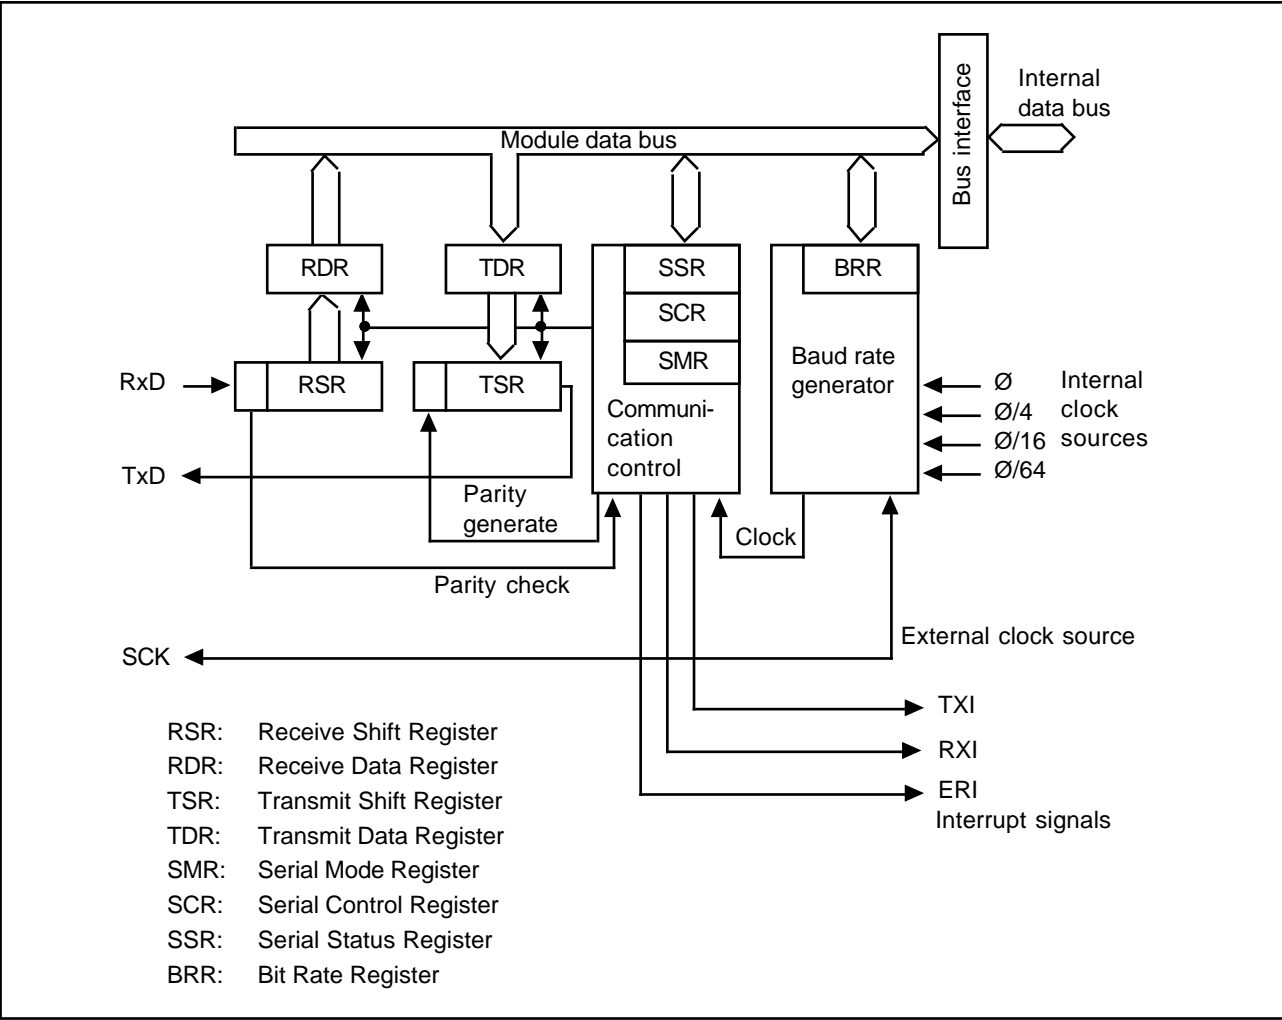 Internal
data bus
Bus interface
Module data bus
RDR
TDR
SSR
BRR
SCR
SMR
RSR
TSR
Baud rate
generator
RxD
TxD
Communi-
cation
control
Ø
Ø/4
Ø/16
Ø/64
Internal
clock
sources
Parity
generate
Clock
Parity check
External clock source
SCK
TXI
RXI
ERI
Interrupt signals
RSR: Receive Shift Register
RDR: Receive Data Register
TSR: Transmit Shift Register
TDR: Transmit Data Register
SMR: Serial Mode Register
SCR: Serial Control Register
SSR: Serial Status Register
BRR: Bit Rate Register